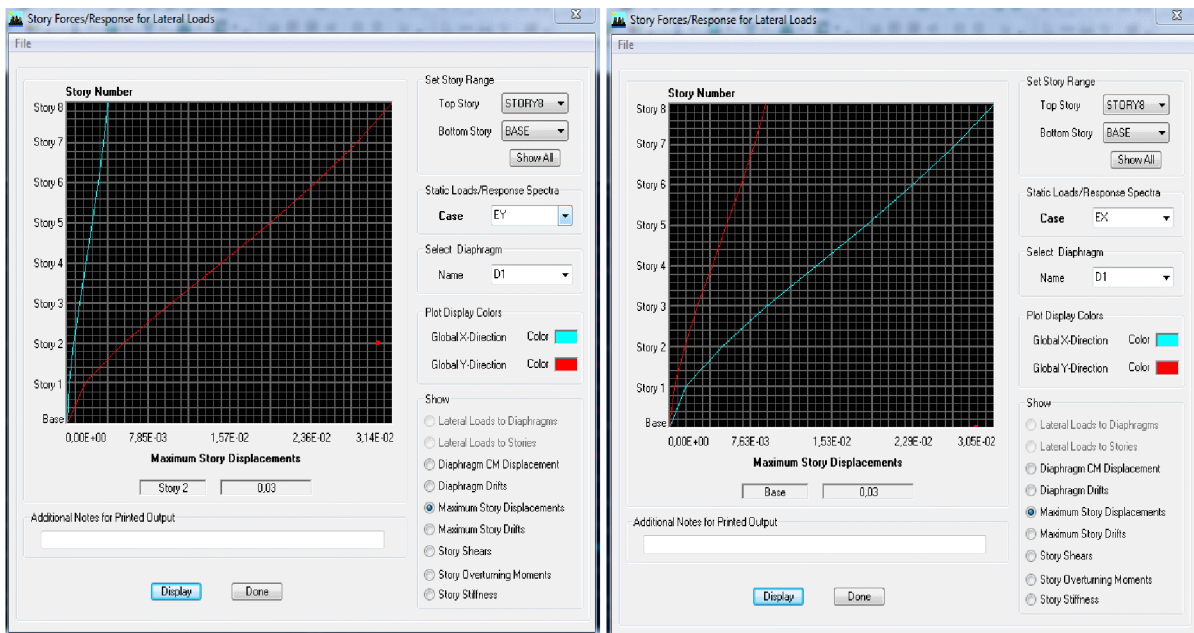 Story Forces/Response for Lateral Loads
File
Story Number
Story 8
Story 7
Story 6
Story 5
Story 4
Story 3
Story 2
Story 1
Base
0,00E+00 7,85E-03 1,57E-02 2,36E-02 3,14E-02
Maximum Story Displacements
Story 2 0,03
Additional Notes for Printed Output
Display Done
Set Story Range
Top Story STORY8
Bottom Story BASE
Show All
Static Loads/Response Spectra
Case EY
Select Diaphragm
Name D1
Plot Display Colors
Global X-Direction Color
Global Y-Direction Color
Show
Lateral Loads to Diaphragms
Lateral Loads to Stories
Diaphragm CM Displacement
Diaphragm Drifts
Maximum Story Displacements
Maximum Story Drifts
Story Shears
Story Overturning Moments
Story Stiffness
Story Forces/Response for Lateral Loads
File
Story Number
Story 8
Story 7
Story 6
Story 5
Story 4
Story 3
Story 2
Story 1
Base
0,00E+00 7,63E-03 1,53E-02 2,29E-02 3,05E-02
Maximum Story Displacements
Base 0,03
Additional Notes for Printed Output
Display Done
Set Story Range
Top Story STORY8
Bottom Story BASE
Show All
Static Loads/Response Spectra
Case EX
Select Diaphragm
Name D1
Plot Display Colors
Global X-Direction Color
Global Y-Direction Color
Show
Lateral Loads to Diaphragms
Lateral Loads to Stories
Diaphragm CM Displacement
Diaphragm Drifts
Maximum Story Displacements
Maximum Story Drifts
Story Shears
Story Overturning Moments
Story Stiffness